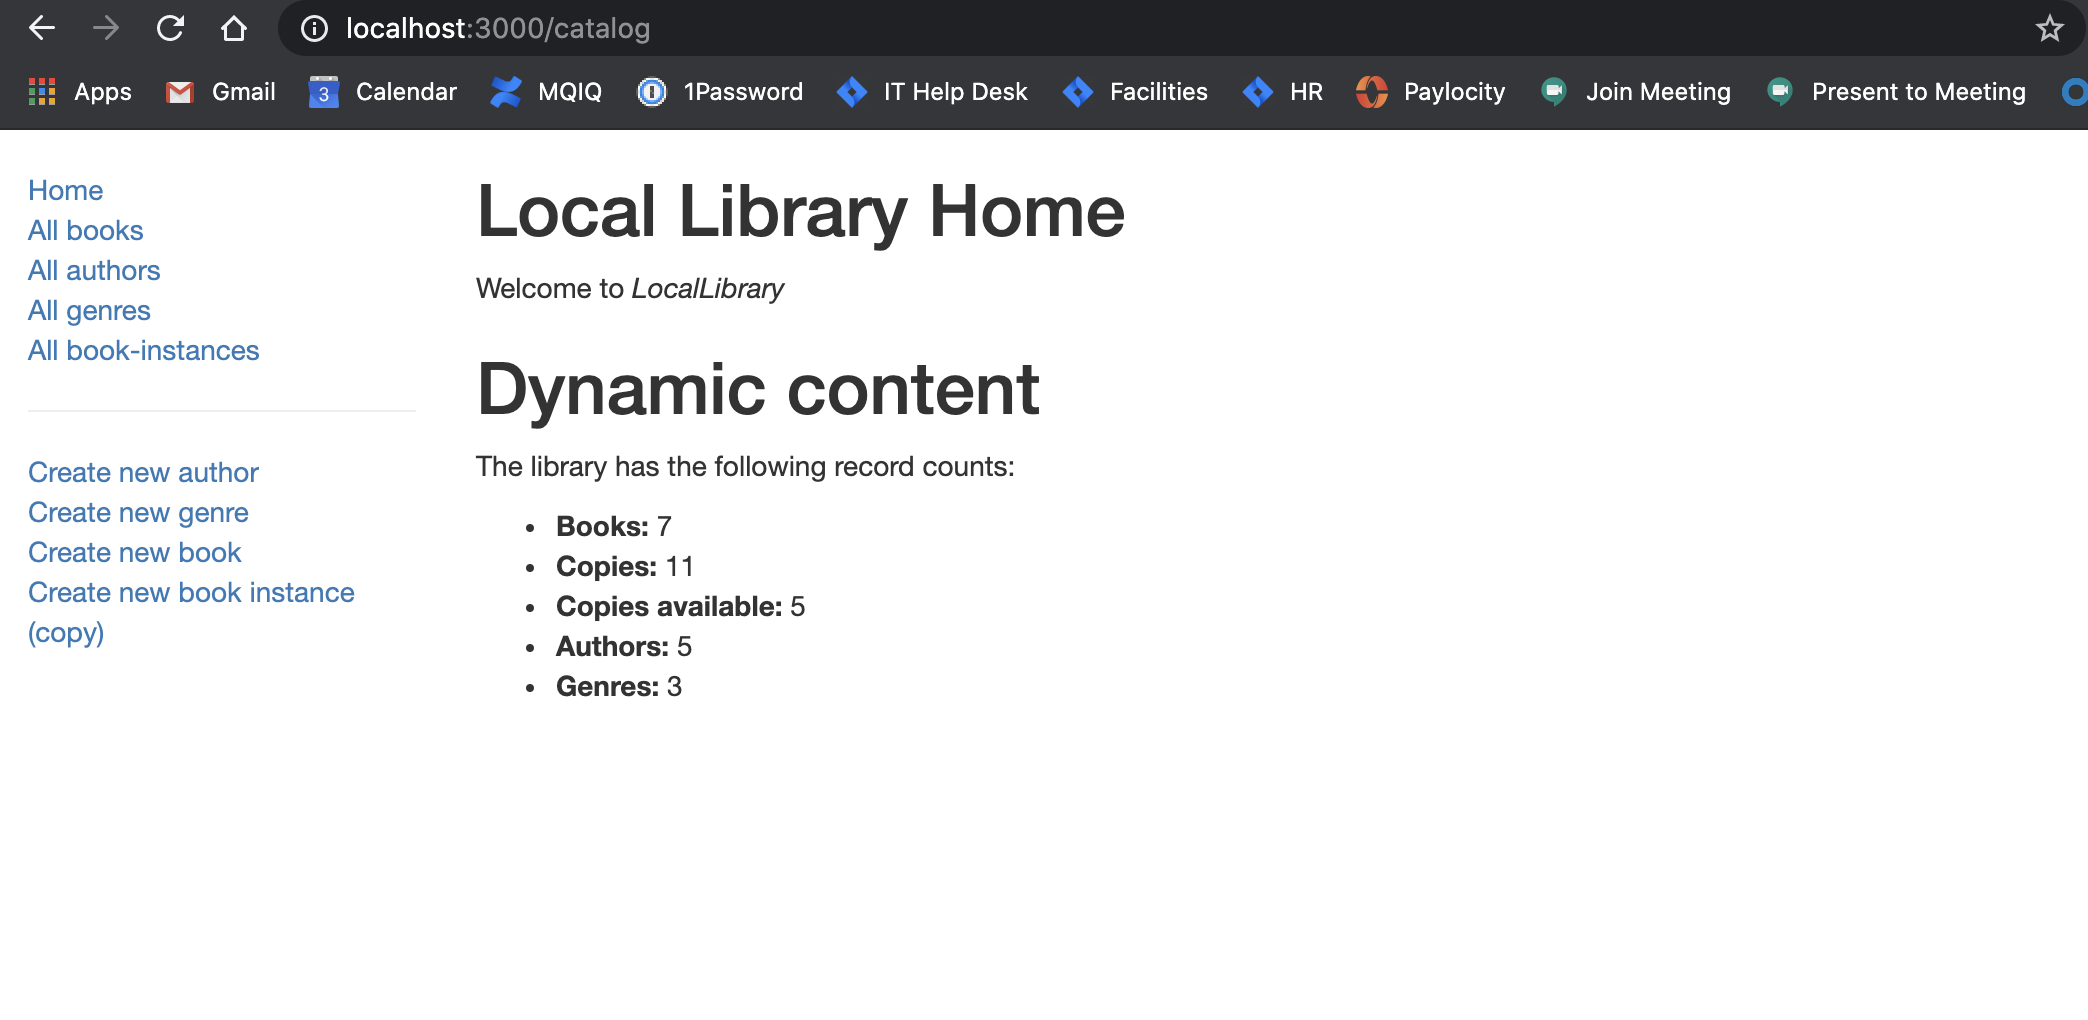 localhost:3000/catalog
Apps Gmail 3 Calendar MQIQ 1Password IT Help Desk Facilities HR Paylocity Join Meeting Present to Meeting
Home
All books
All authors
All genres
All book-instances
Create new author
Create new genre
Create new book
Create new book instance
(copy)
Local Library Home
Welcome to LocalLibrary
Dynamic content
The library has the following record counts:
• Books: 7
• Copies: 11
• Copies available: 5
• Authors: 5
• Genres: 3